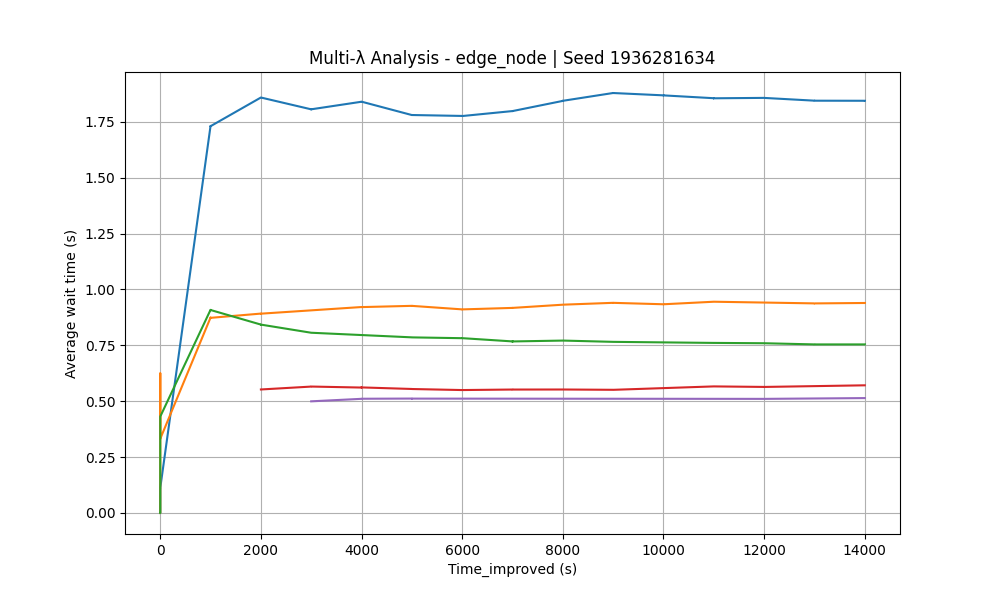 Multi-λ Analysis - edge_node | Seed 1936281634
Average wait time (s)
1.75
1.50
1.25
1.00
0.75
0.50
0.25
0.00
0 2000 4000 6000 8000 10000 12000 14000
Time_improved (s)